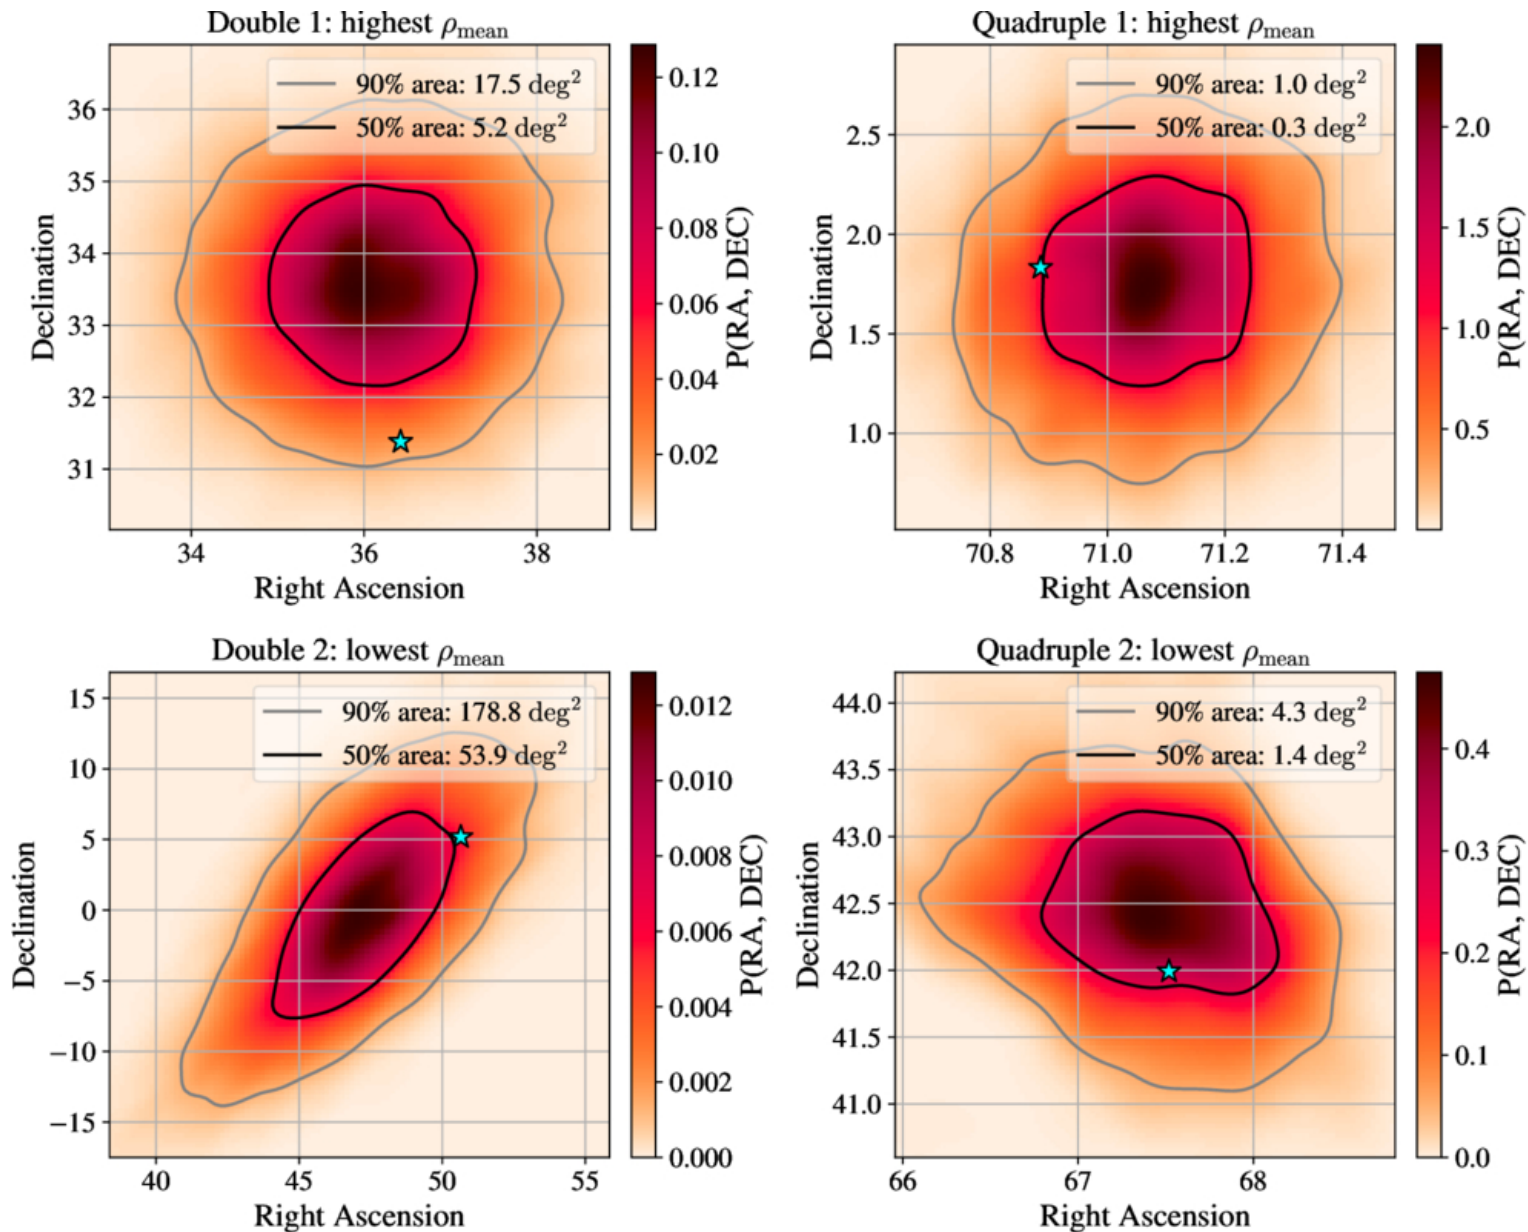 Double 1: highest ρmean
90% area: 17.5 deg²
50% area: 5.2 deg²
36
35
34
33
32
31
34
36
38
Declination
Right Ascension
0.12
0.10
0.08
0.06
0.04
0.02
P(RA, DEC)
Quadruple 1: highest ρmean
90% area: 1.0 deg²
50% area: 0.3 deg²
2.5
2.0
1.5
1.0
70.8
71.0
71.2
71.4
Declination
Right Ascension
2.0
1.5
1.0
0.5
P(RA, DEC)
Double 2: lowest ρmean
90% area: 178.8 deg²
50% area: 53.9 deg²
15
10
5
0
−5
−10
−15
40
45
50
55
Declination
Right Ascension
0.012
0.010
0.008
0.006
0.004
0.002
0.000
P(RA, DEC)
Quadruple 2: lowest ρmean
90% area: 4.3 deg²
50% area: 1.4 deg²
44.0
43.5
43.0
42.5
42.0
41.5
41.0
66
67
68
Declination
Right Ascension
0.4
0.3
0.2
0.1
0.0
P(RA, DEC)